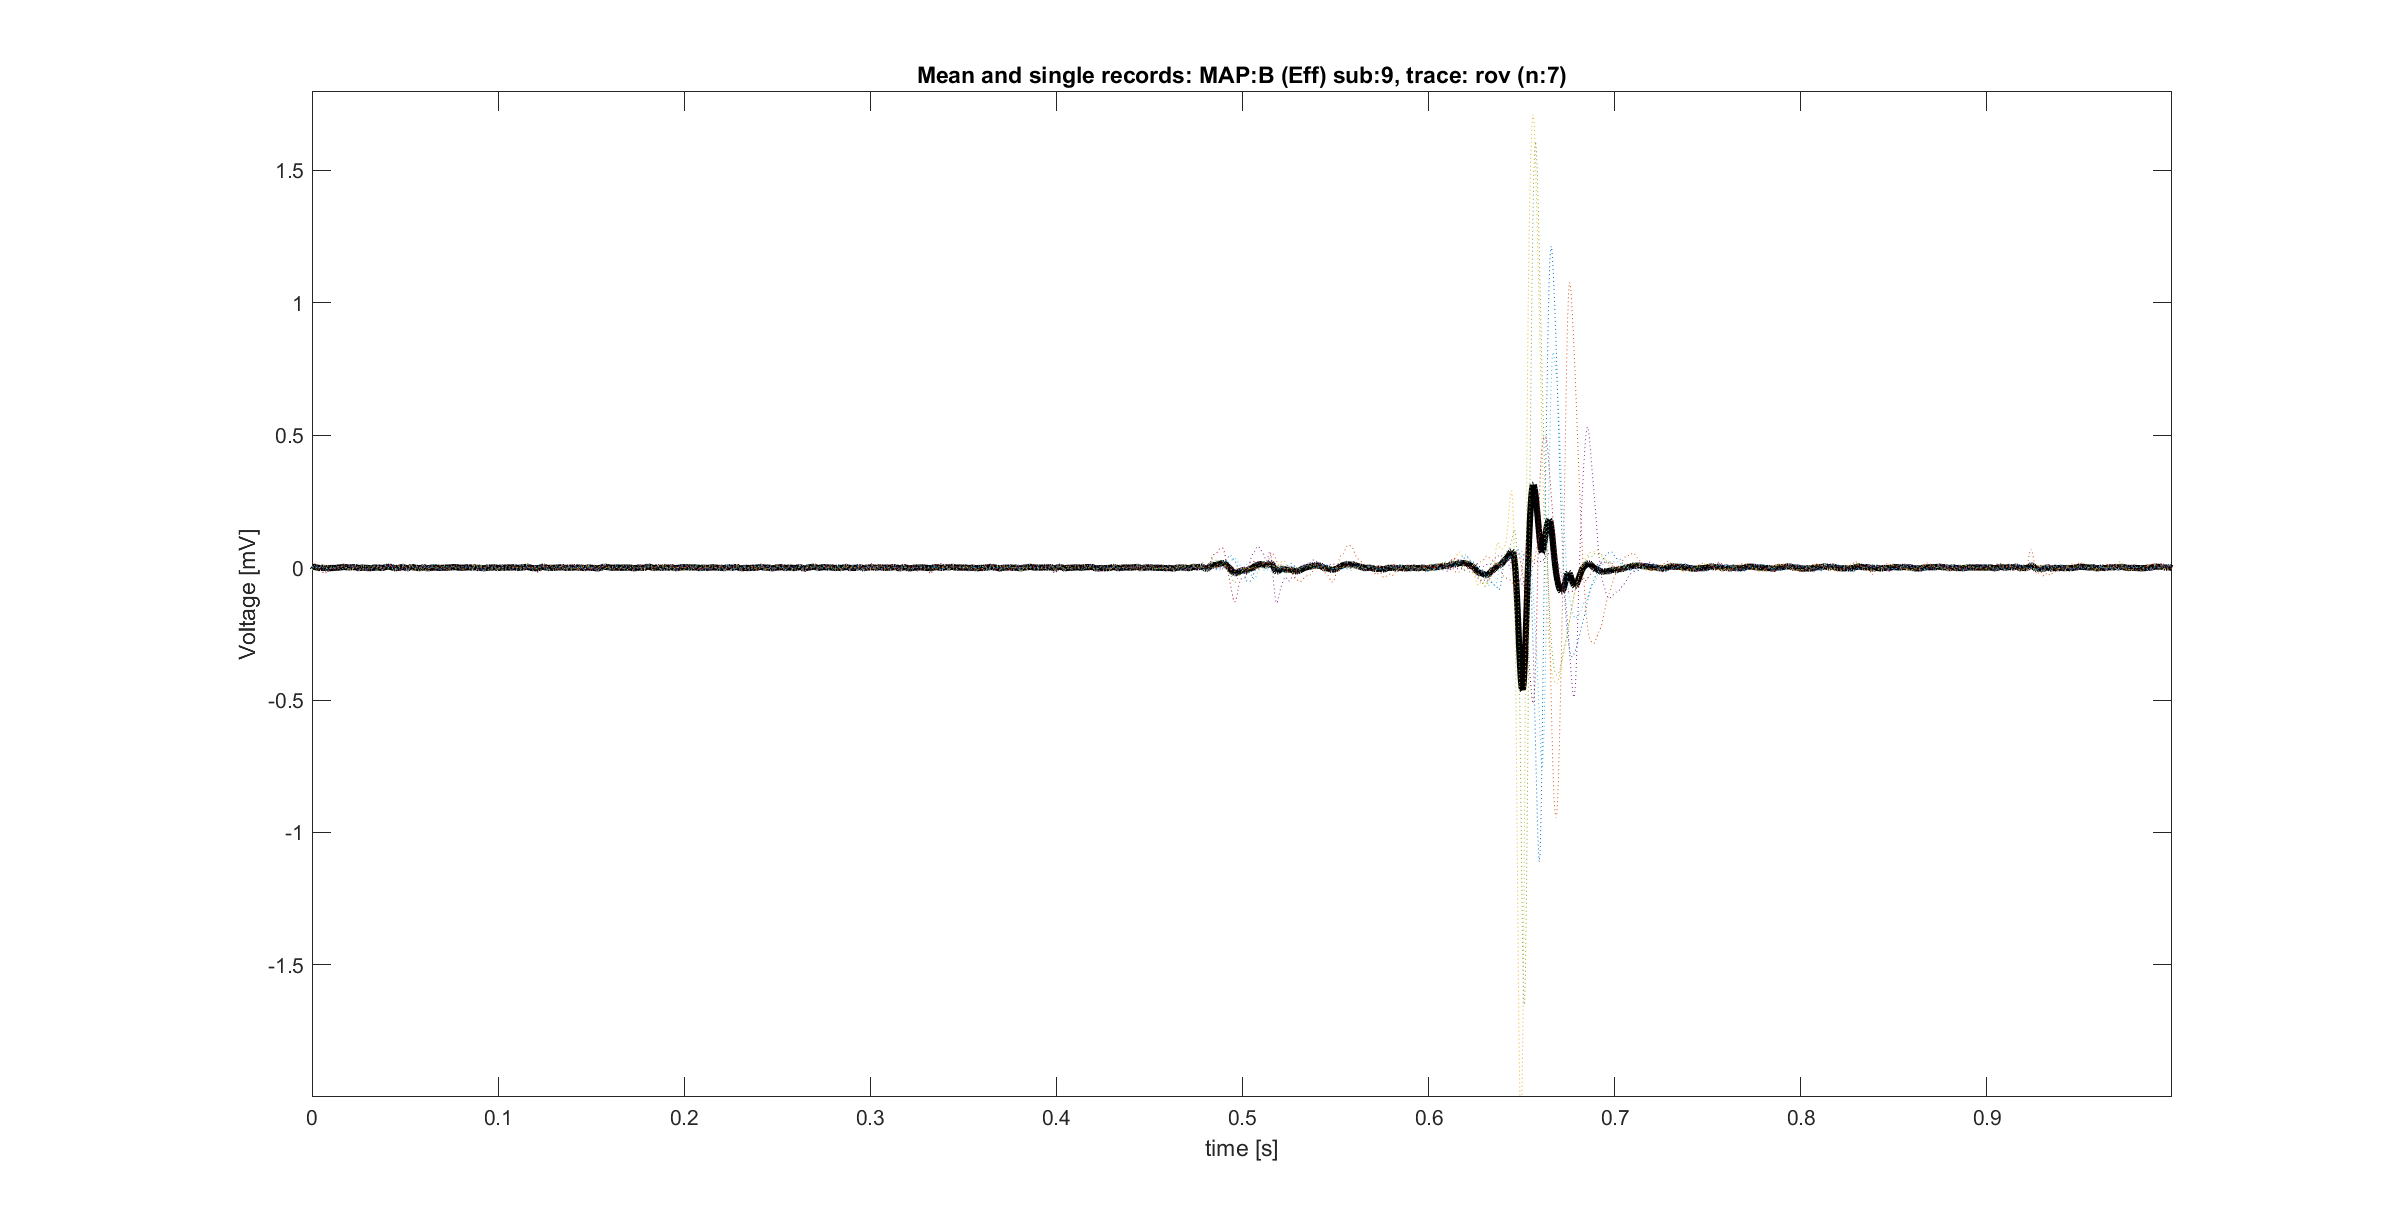 Mean and single records: MAP:B (Eff) sub:9, trace: rov (n:7)
1.5
1
0.5
0
-0.5
-1
-1.5
Voltage [mV]
0 0.1 0.2 0.3 0.4 0.5 0.6 0.7 0.8 0.9
time [s]